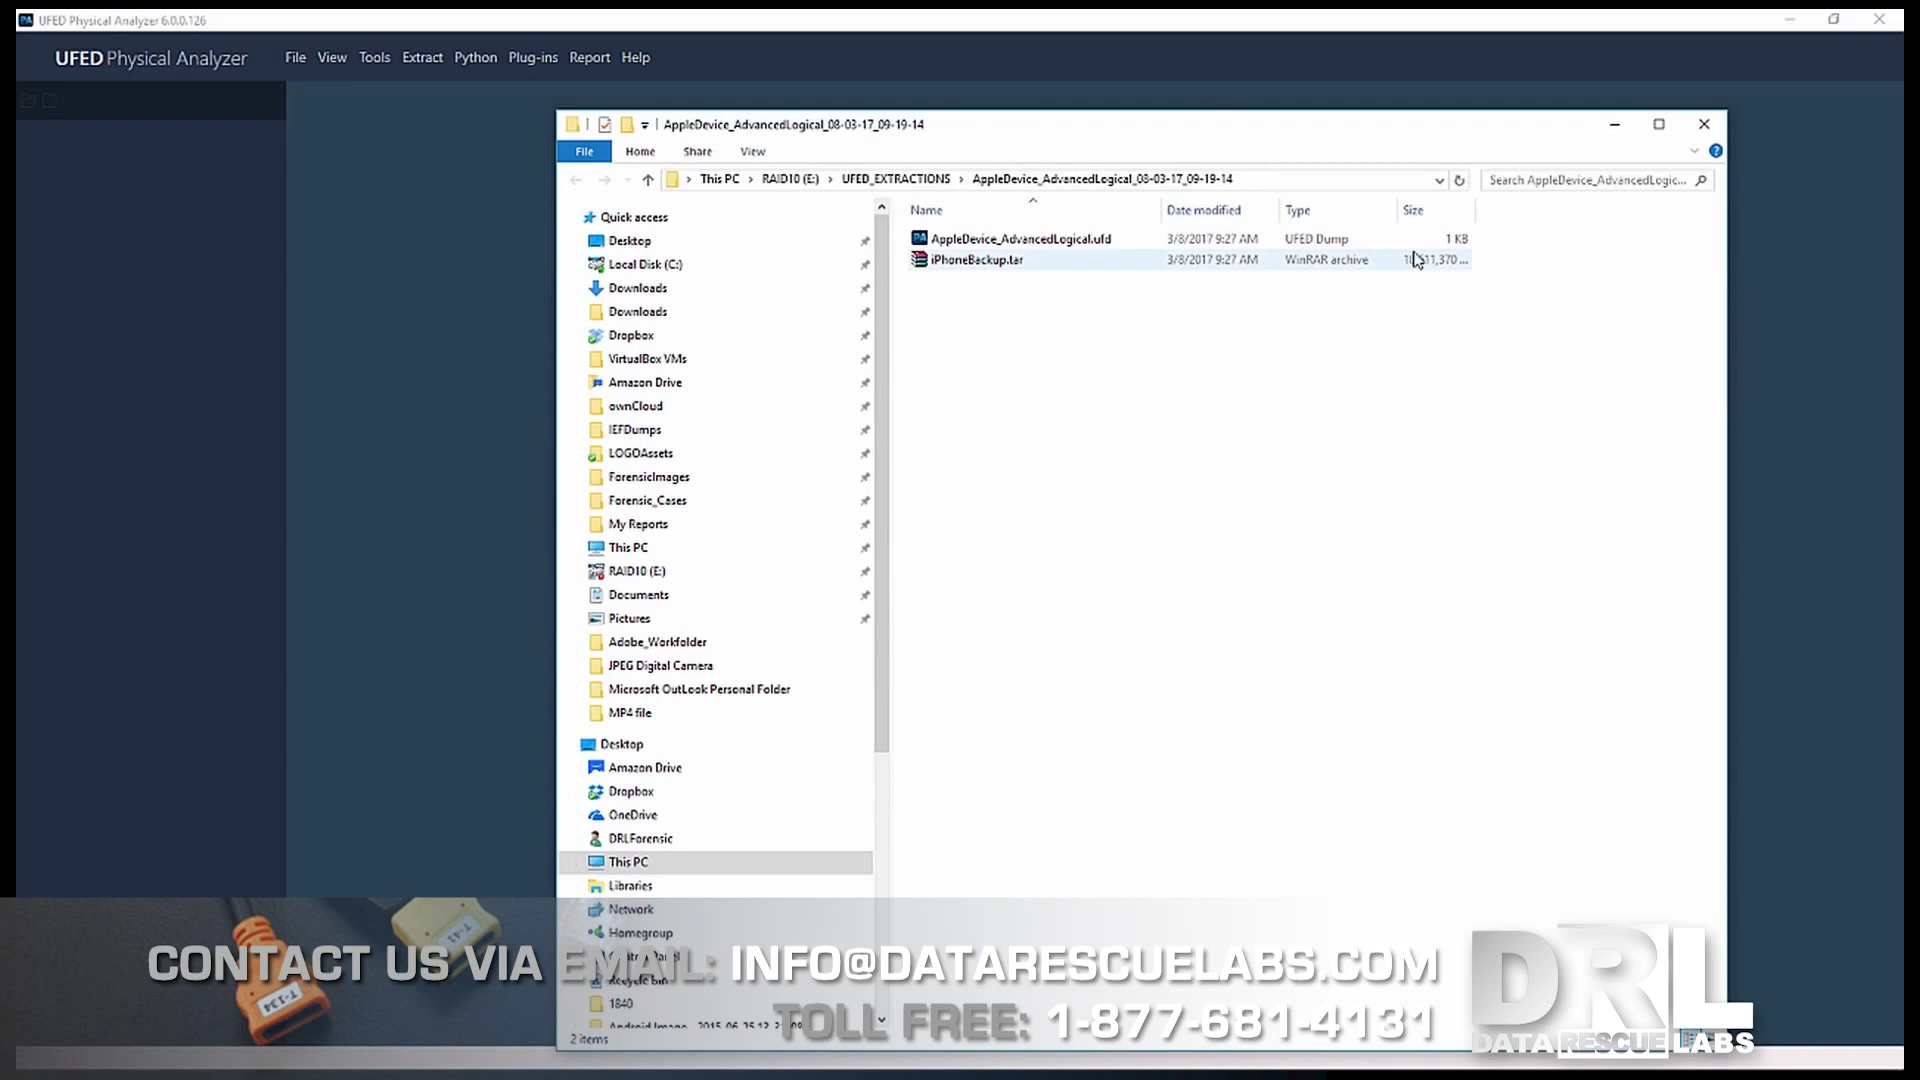 UFED Physical Analyzer 6.0.0.126
UFED Physical Analyzer File View Tools Extract Python Plug-ins Report Help
AppleDevice_AdvancedLogical_08-03-17_09-19-14
File Home Share View
This PC > RAID10 (E:) > UFED_EXTRACTIONS > AppleDevice_AdvancedLogical_08-03-17_09-19-14
Search AppleDevice_AdvancedLogic...
Name Date modified Type Size
AppleDevice_AdvancedLogical.ufd 3/8/2017 9:27 AM UFED Dump 1 KB
iPhoneBackup.tar 3/8/2017 9:27 AM WinRAR archive
Quick access
Desktop
Local Disk (C:)
Downloads
Downloads
Dropbox
VirtualBox VMs
Amazon Drive
ownCloud
IEFDumps
LOGOAssets
ForensicImages
Forensic_Cases
My Reports
This PC
RAID10 (E:)
Documents
Pictures
Adobe_Workfolder
JPEG Digital Camera
Microsoft OutLook Personal Folder
MP4 file
Desktop
Amazon Drive
Dropbox
OneDrive
DRLForensic
This PC
Libraries
Network
Homegroup
Recycle Bin
1840
2 items
CONTACT US VIA EMAIL: INFO@DATARESCUELABS.COM
TOLL FREE: 1-877-681-4131
DRL
DATA RESCUE LABS
T-134
T-41